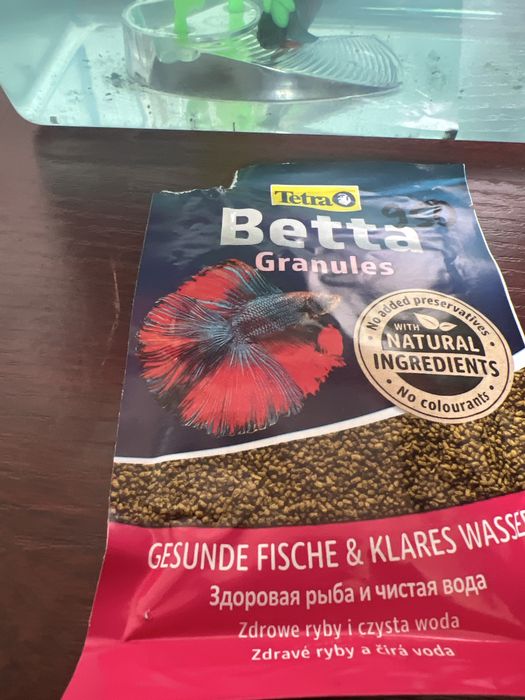 Tetra
Betta
Granules
No added preservatives
WITH
NATURAL
INGREDIENTS
No colourants
GESUNDE FISCHE & KLARES WASSER
Здоровая рыба и чистая вода
Zdrowe ryby i czysta woda
Zdravé ryby a čirá voda